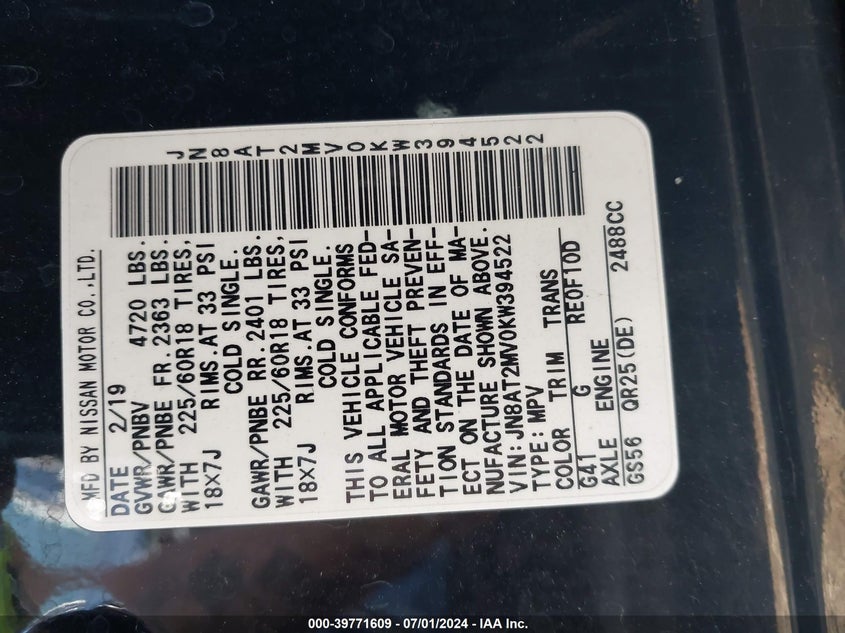 MFD BY NISSAN MOTOR CO.,LTD.
DATE 2/19
GVWR/PNBV 4720 LBS.
GAWR/PNBE FR.2363 LBS.
WITH 225/60R18 TIRES,
18×7J RIMS.AT 33 PSI
COLD SINGLE.
GAWR/PNBE RR.2401 LBS.
WITH 225/60R18 TIRES,
18×7J RIMS.AT 33 PSI
COLD SINGLE.
THIS VEHICLE CONFORMS
TO ALL APPLICABLE FED-
ERAL MOTOR VEHICLE SA-
FETY AND THEFT PREVEN-
TION STANDARDS IN EFF-
ECT ON THE DATE OF MA-
NUFACTURE SHOWN ABOVE.
VIN:JN8AT2MV0KW394522
TYPE:MPV
COLOR TRIM TRANS
G41 G RE0F10D
AXLE ENGINE
GS56 QR25(DE) 2488CC
JN8AT2MV0KW394522
000-39771609 - 07/01/2024 - IAA Inc.